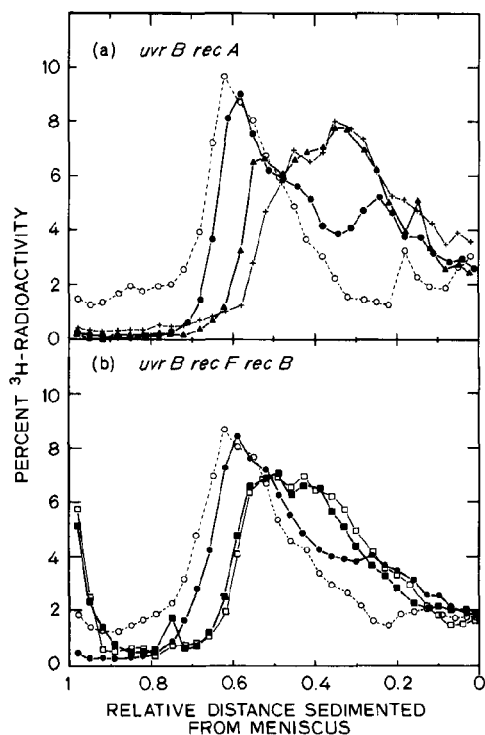 (a) uvr B rec A
10
8
6
4
2
0
(b) uvr B rec F rec B
10
8
6
4
2
0
PERCENT ³H-RADIOACTIVITY
1 0.8 0.6 0.4 0.2 0
RELATIVE DISTANCE SEDIMENTED
FROM MENISCUS